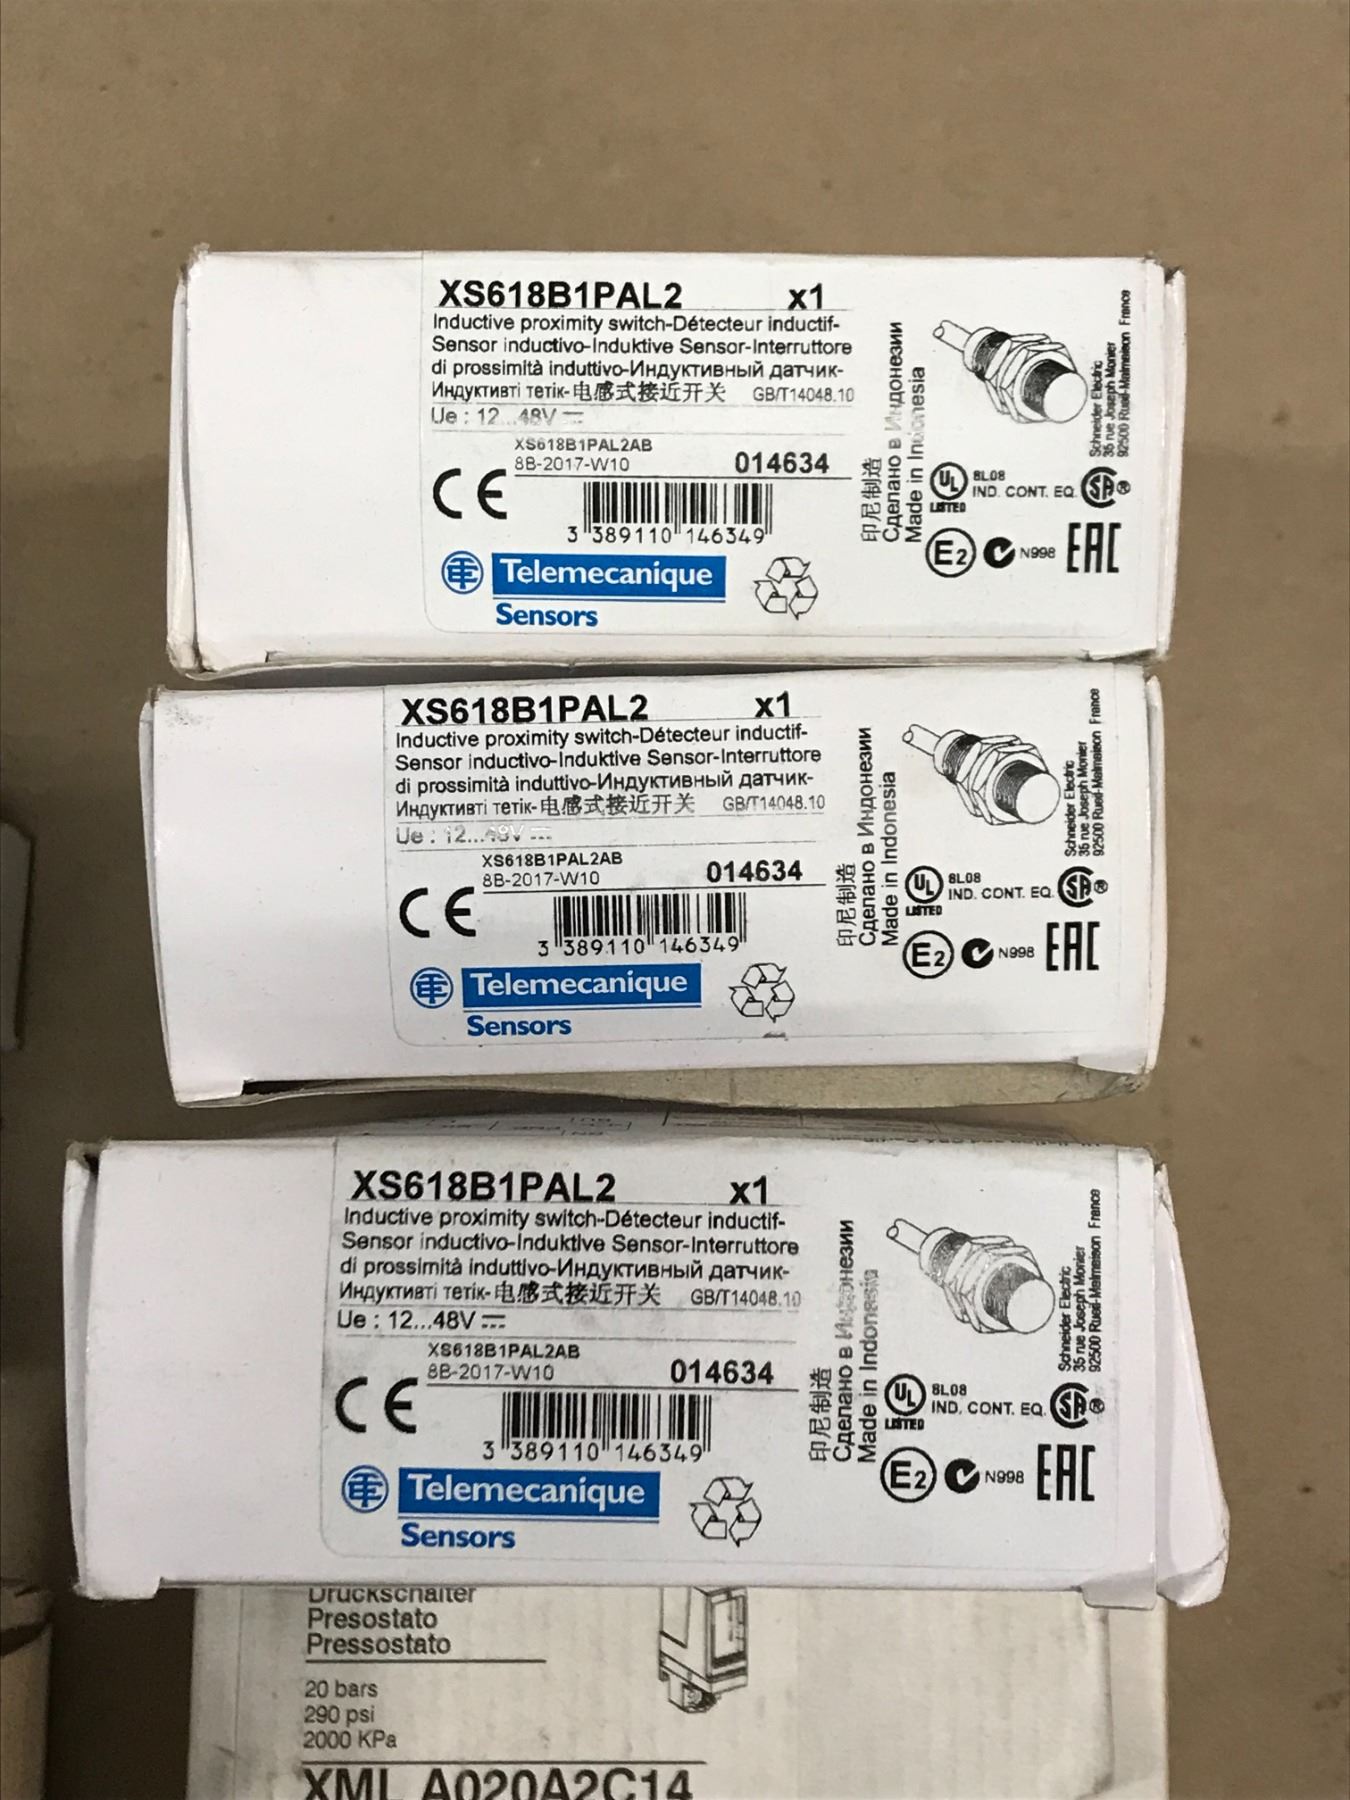 XS618B1PAL2 x1
Inductive proximity switch-Détecteur inductif-
Sensor inductivo-Induktive Sensor-Interruttore
di prossimità induttivo-Индуктивный датчик-
Индуктивті тетік-电感式接近开关 GB/T14048.10
Ue : 12...48V
XS618B1PAL2AB
8B-2017-W10 014634
CE
3 389110 146349
Telemecanique
Sensors
印尼制造
Сделано в Индонезии
Made in Indonesia
Schneider Electric
35 rue Joseph Monier
92500 Rueil-Malmaison France
UL LISTED
8L08
IND. CONT. EQ.
SA ®
E2 N998 EAC
XS618B1PAL2 x1
Inductive proximity switch-Détecteur inductif-
Sensor inductivo-Induktive Sensor-Interruttore
di prossimità induttivo-Индуктивный датчик-
Индуктивті тетік-电感式接近开关 GB/T14048.10
Ue : 12...48V
XS618B1PAL2AB
8B-2017-W10 014634
CE
3 389110 146349
Telemecanique
Sensors
印尼制造
Сделано в Индонезии
Made in Indonesia
Schneider Electric
35 rue Joseph Monier
92500 Rueil-Malmaison France
UL LISTED
8L08
IND. CONT. EQ.
SA ®
E2 N998 EAC
XS618B1PAL2 x1
Inductive proximity switch-Détecteur inductif-
Sensor inductivo-Induktive Sensor-Interruttore
di prossimità induttivo-Индуктивный датчик-
Индуктивті тетік-电感式接近开关 GB/T14048.10
Ue : 12...48V
XS618B1PAL2AB
8B-2017-W10 014634
CE
3 389110 146349
Telemecanique
Sensors
印尼制造
Сделано в Индонезии
Made in Indonesia
Schneider Electric
35 rue Joseph Monier
92500 Rueil-Malmaison France
UL LISTED
8L08
IND. CONT. EQ.
SA ®
E2 N998 EAC
Druckschalter
Presostato
Pressostato
20 bars
290 psi
2000 KPa
XML A020A2C14